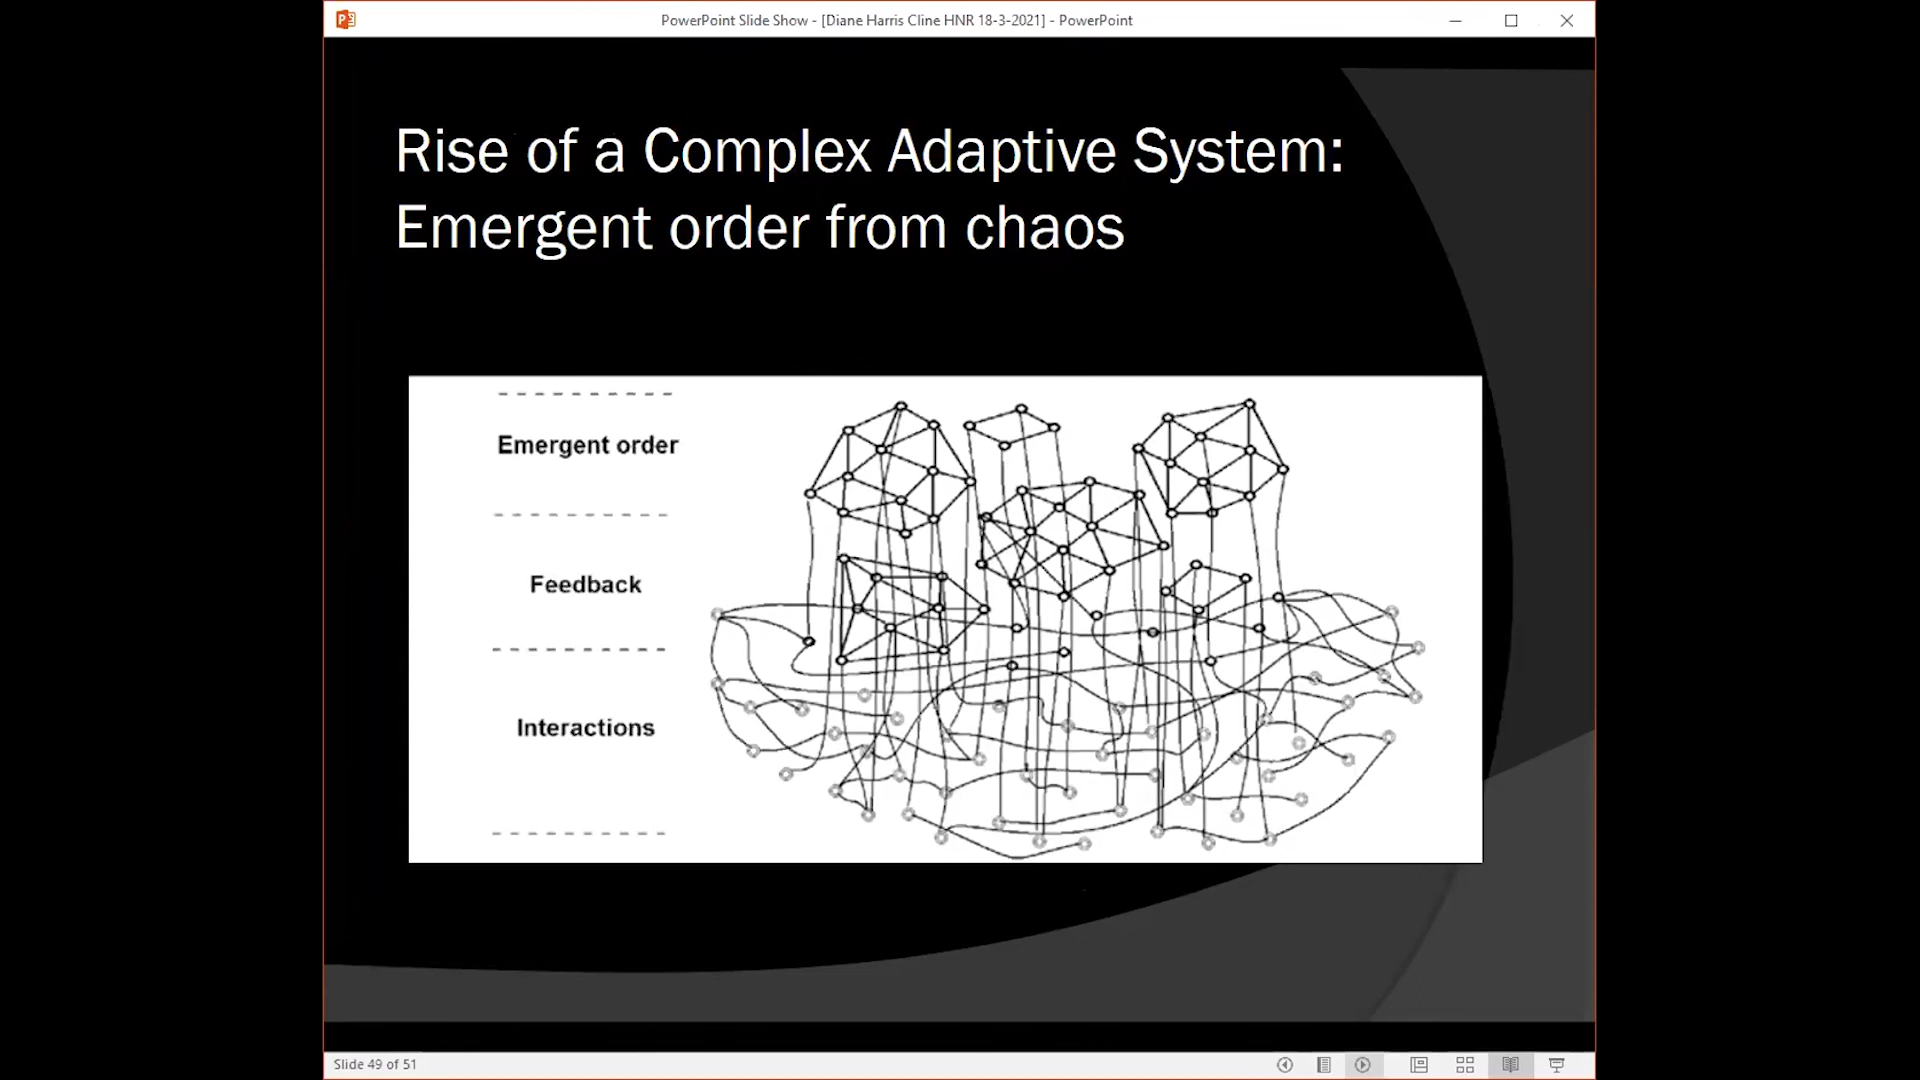 PowerPoint Slide Show - [Diane Harris Cline HNR 18-3-2021] - PowerPoint
Rise of a Complex Adaptive System:
Emergent order from chaos
Emergent order
Feedback
Interactions
Slide 49 of 51